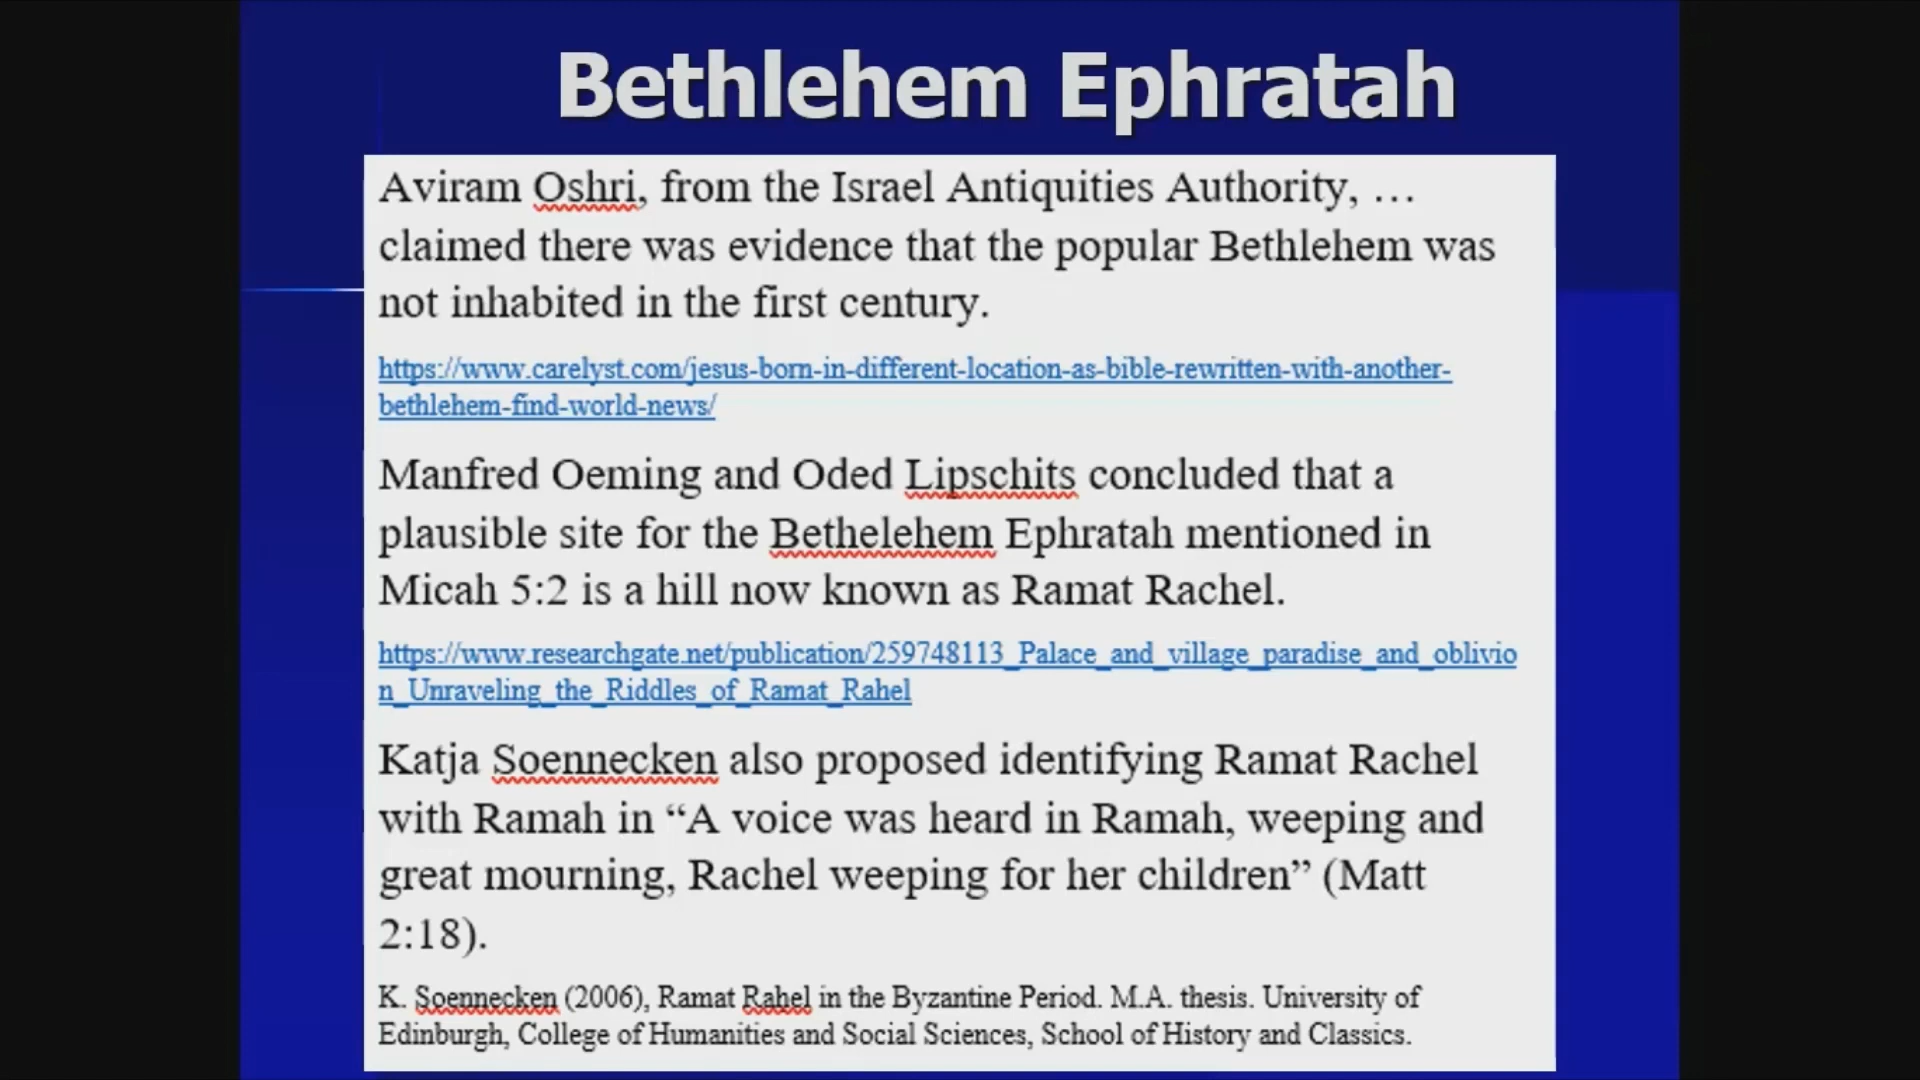 Bethlehem Ephratah
Aviram Oshri, from the Israel Antiquities Authority, …
claimed there was evidence that the popular Bethlehem was
not inhabited in the first century.
https://www.carelyst.com/jesus-born-in-different-location-as-bible-rewritten-with-another-
bethlehem-find-world-news/
Manfred Oeming and Oded Lipschits concluded that a
plausible site for the Bethelehem Ephratah mentioned in
Micah 5:2 is a hill now known as Ramat Rachel.
https://www.researchgate.net/publication/259748113_Palace_and_village_paradise_and_oblivio
n_Unraveling_the_Riddles_of_Ramat_Rahel
Katja Soennecken also proposed identifying Ramat Rachel
with Ramah in “A voice was heard in Ramah, weeping and
great mourning, Rachel weeping for her children” (Matt
2:18).
K. Soennecken (2006), Ramat Rahel in the Byzantine Period. M.A. thesis. University of
Edinburgh, College of Humanities and Social Sciences, School of History and Classics.